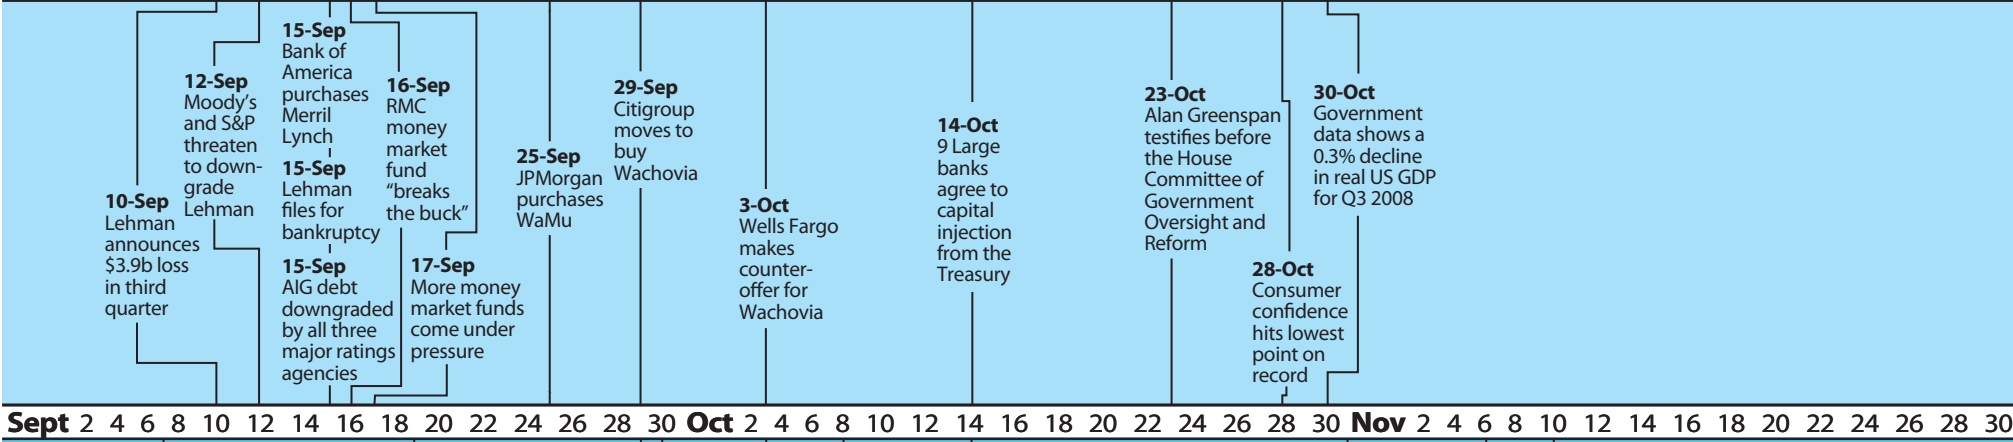 10-Sep
Lehman
announces
$3.9b loss
in third
quarter
12-Sep
Moody's
and S&P
threaten
to down-
grade
Lehman
15-Sep
Bank of
America
purchases
Merril
Lynch
15-Sep
Lehman
files for
bankruptcy
15-Sep
AIG debt
downgraded
by all three
major ratings
agencies
16-Sep
RMC
money
market
fund
“breaks
the buck”
17-Sep
More money
market funds
come under
pressure
25-Sep
JPMorgan
purchases
WaMu
29-Sep
Citigroup
moves to
buy
Wachovia
3-Oct
Wells Fargo
makes
counter-
offer for
Wachovia
14-Oct
9 Large
banks
agree to
capital
injection
from the
Treasury
23-Oct
Alan Greenspan
testifies before
the House
Committee of
Government
Oversight and
Reform
28-Oct
Consumer
confidence
hits lowest
point on
record
30-Oct
Government
data shows a
0.3% decline
in real US GDP
for Q3 2008
Sept 2 4 6 8 10 12 14 16 18 20 22 24 26 28 30 Oct 2 4 6 8 10 12 14 16 18 20 22 24 26 28 30 Nov 2 4 6 8 10 12 14 16 18 20 22 24 26 28 30